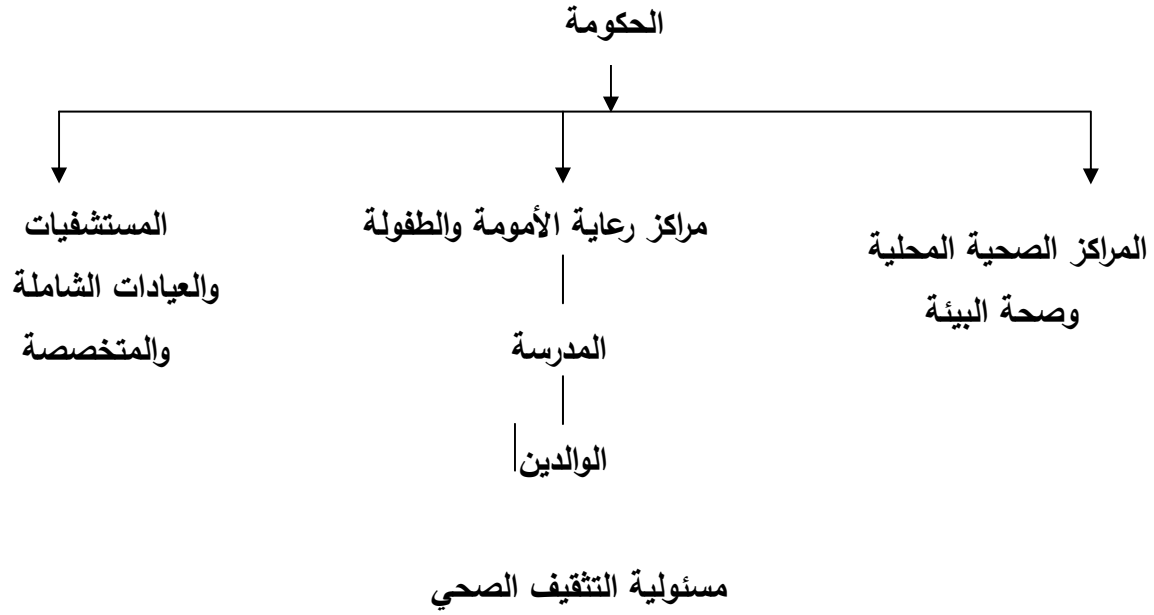 الحكومة
المراكز الصحية المحلية
وصحة البيئة
مراكز رعاية الأمومة والطفولة
المدرسة
الوالدين
المستشفيات
والعيادات الشاملة
والمتخصصة
مسئولية التثقيف الصحي